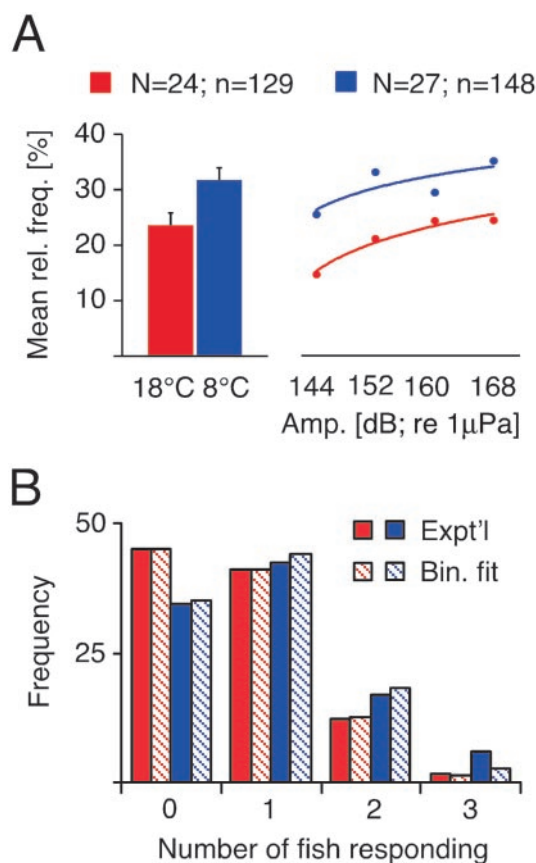 A
N=24; n=129 N=27; n=148
Mean rel. freq. [%]
40
30
20
10
18°C 8°C
144 152 160 168
Amp. [dB; re 1µPa]
B
Frequency
50
25
Expt'l
Bin. fit
0 1 2 3
Number of fish responding